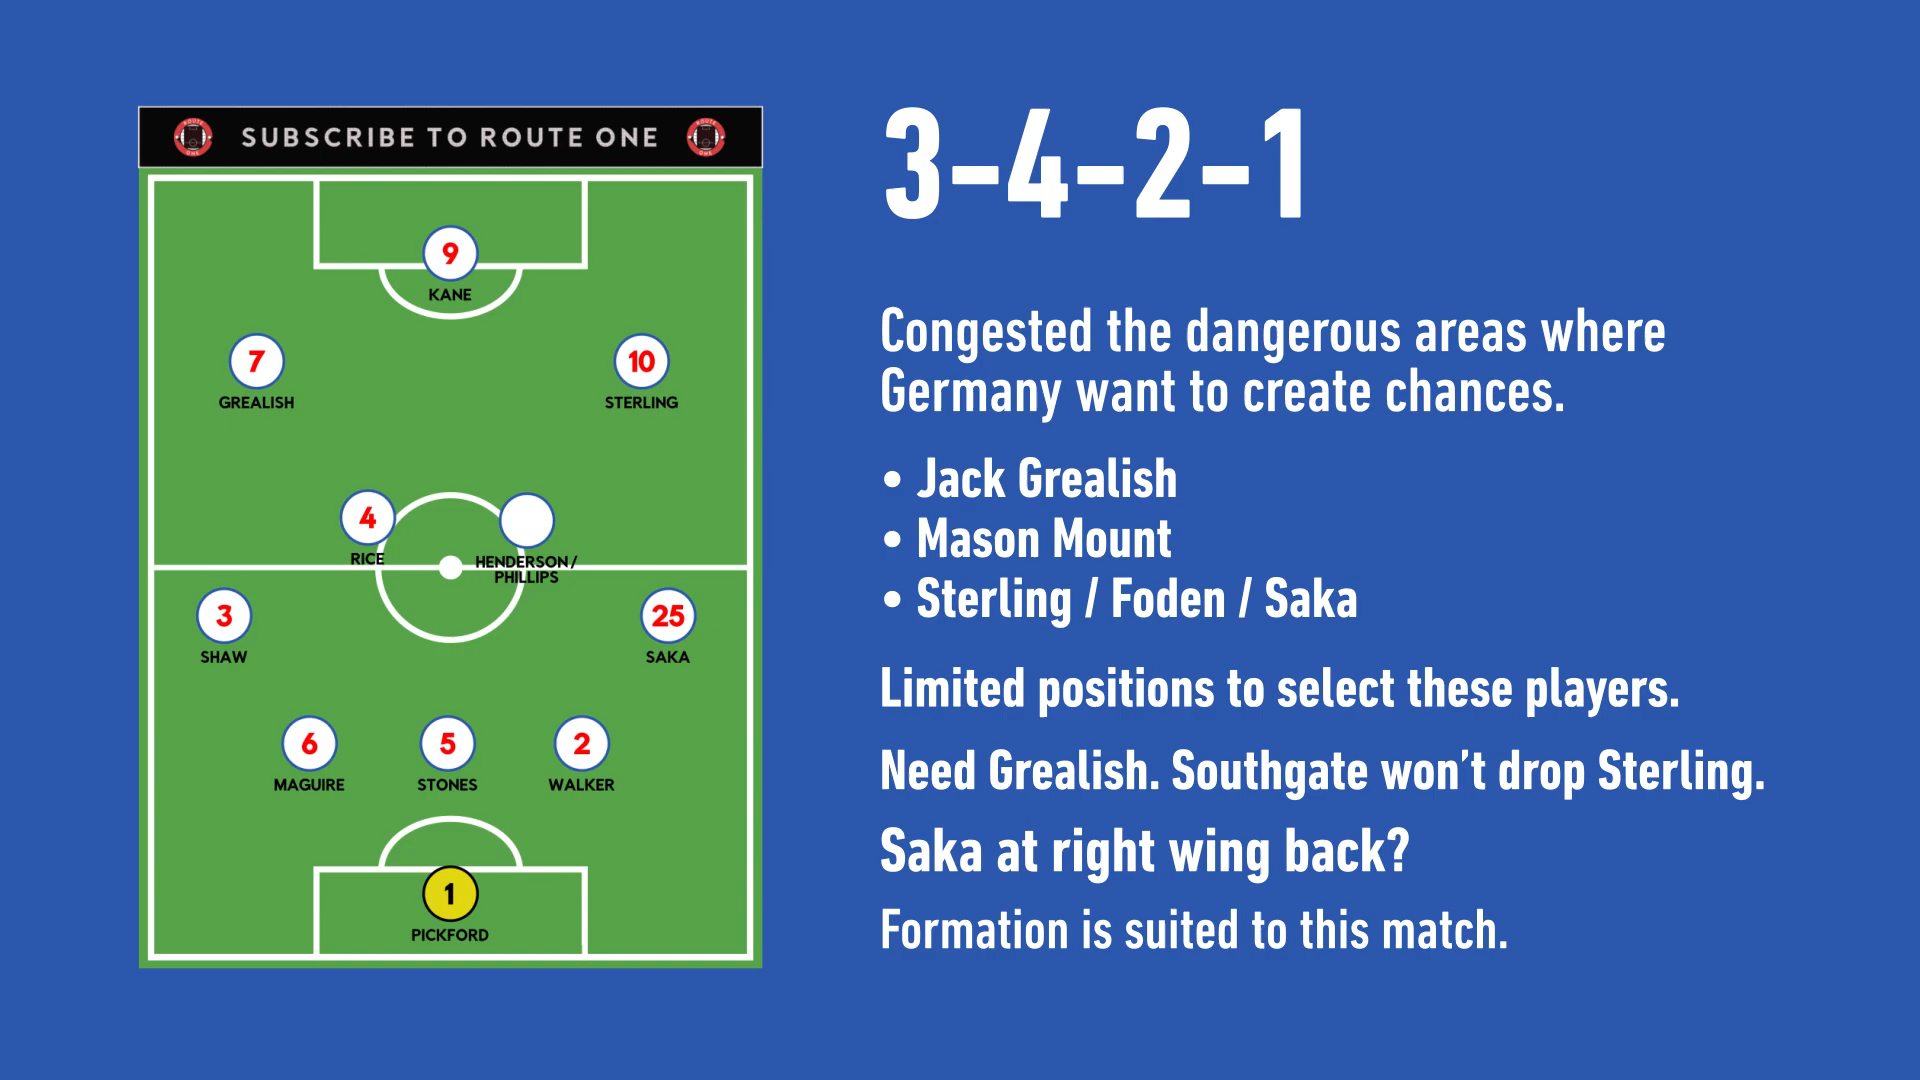 SUBSCRIBE TO ROUTE ONE
9
KANE
7
GREALISH
10
STERLING
4
RICE
HENDERSON/
PHILLIPS
3
SHAW
25
SAKA
6
MAGUIRE
5
STONES
2
WALKER
1
PICKFORD
3-4-2-1
Congested the dangerous areas where
Germany want to create chances.
• Jack Grealish
• Mason Mount
• Sterling / Foden / Saka
Limited positions to select these players.
Need Grealish. Southgate won't drop Sterling.
Saka at right wing back?
Formation is suited to this match.